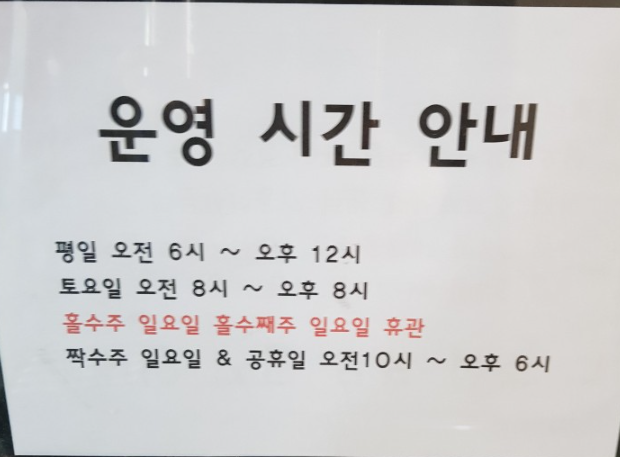 운영 시간 안내
평일 오전 6시 ~ 오후 12시
토요일 오전 8시 ~ 오후 8시
홀수주 일요일 홀수째주 일요일 휴관
짝수주 일요일 & 공휴일 오전10시 ~ 오후 6시